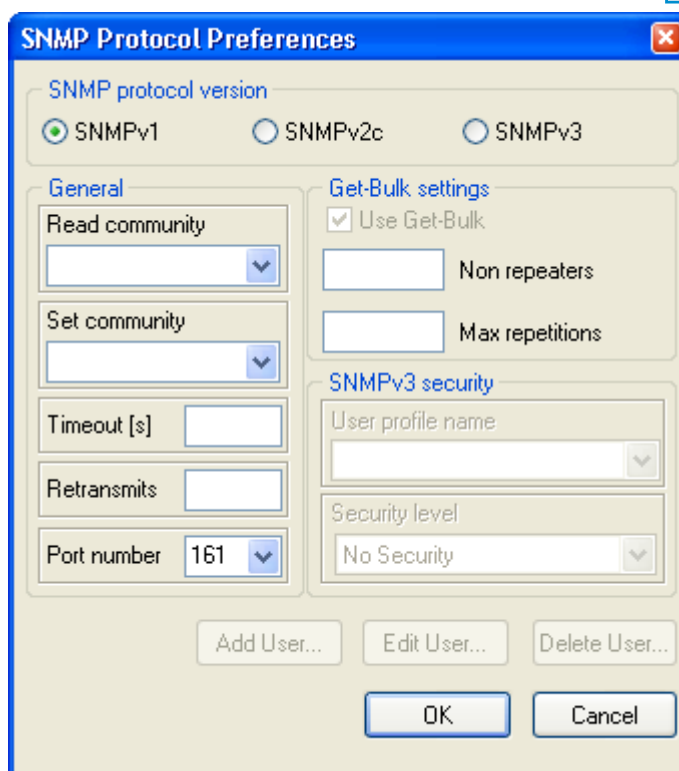 SNMP Protocol Preferences
SNMP protocol version
SNMPv1 SNMPv2c SNMPv3
General
Read community
Set community
Timeout [s]
Retransmits
Port number 161
Get-Bulk settings
Use Get-Bulk
Non repeaters
Max repetitions
SNMPv3 security
User profile name
Security level
No Security
Add User... Edit User... Delete User...
OK Cancel